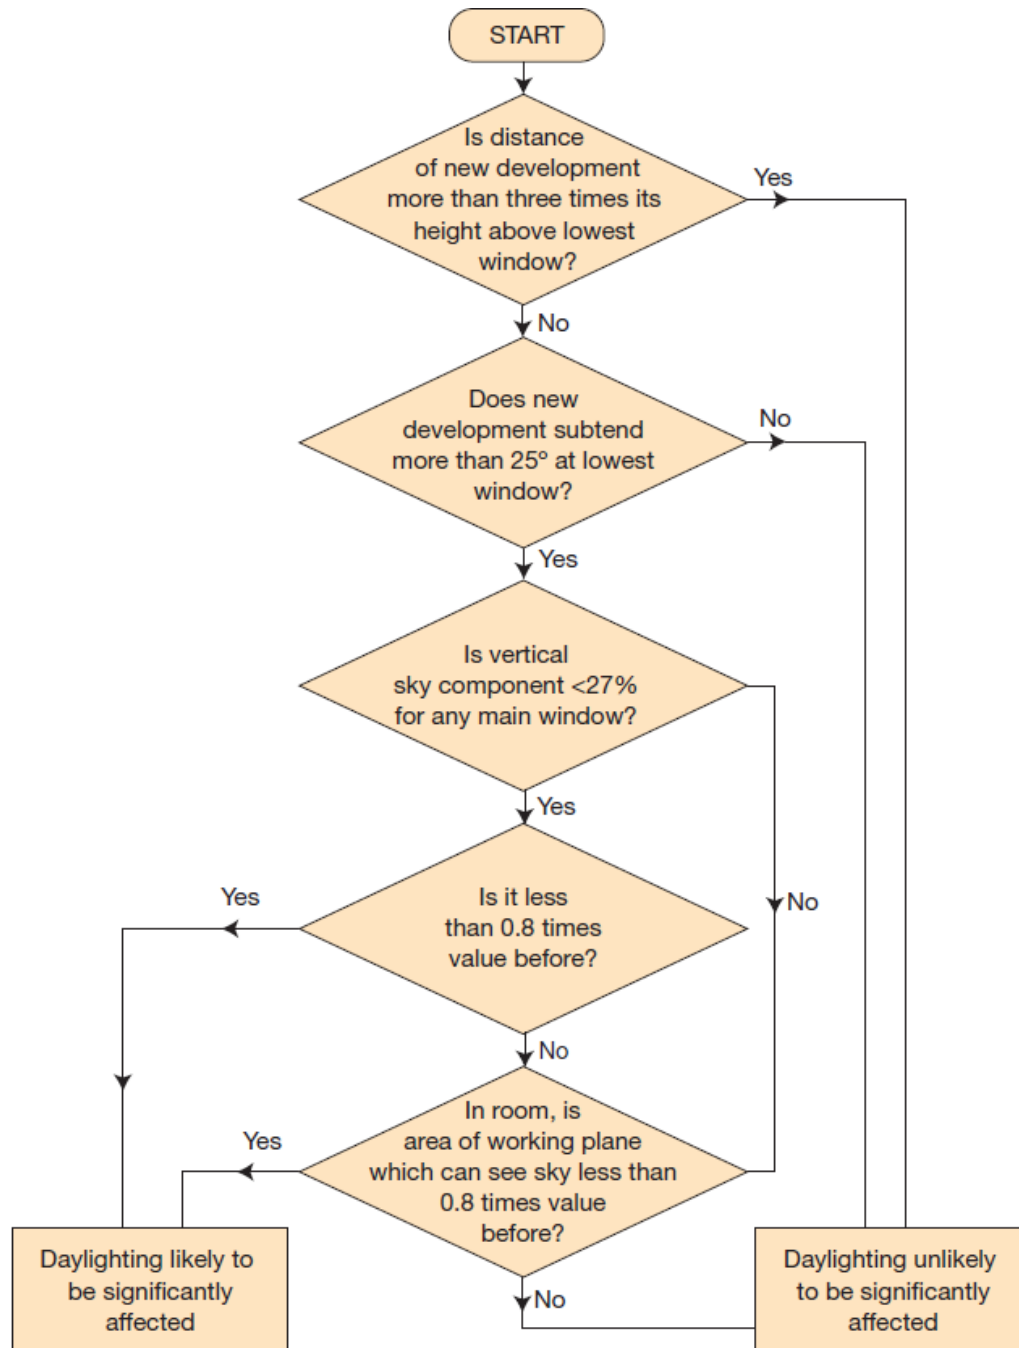 START
Is distance
of new development
more than three times its
height above lowest
window?
Yes
No
Does new
development subtend
more than 25º at lowest
window?
No
Yes
Is vertical
sky component <27%
for any main window?
Yes
No
Is it less
than 0.8 times
value before?
Yes
No
In room, is
area of working plane
which can see sky less than
0.8 times value
before?
Yes
No
Daylighting likely to
be significantly
affected
Daylighting unlikely
to be significantly
affected